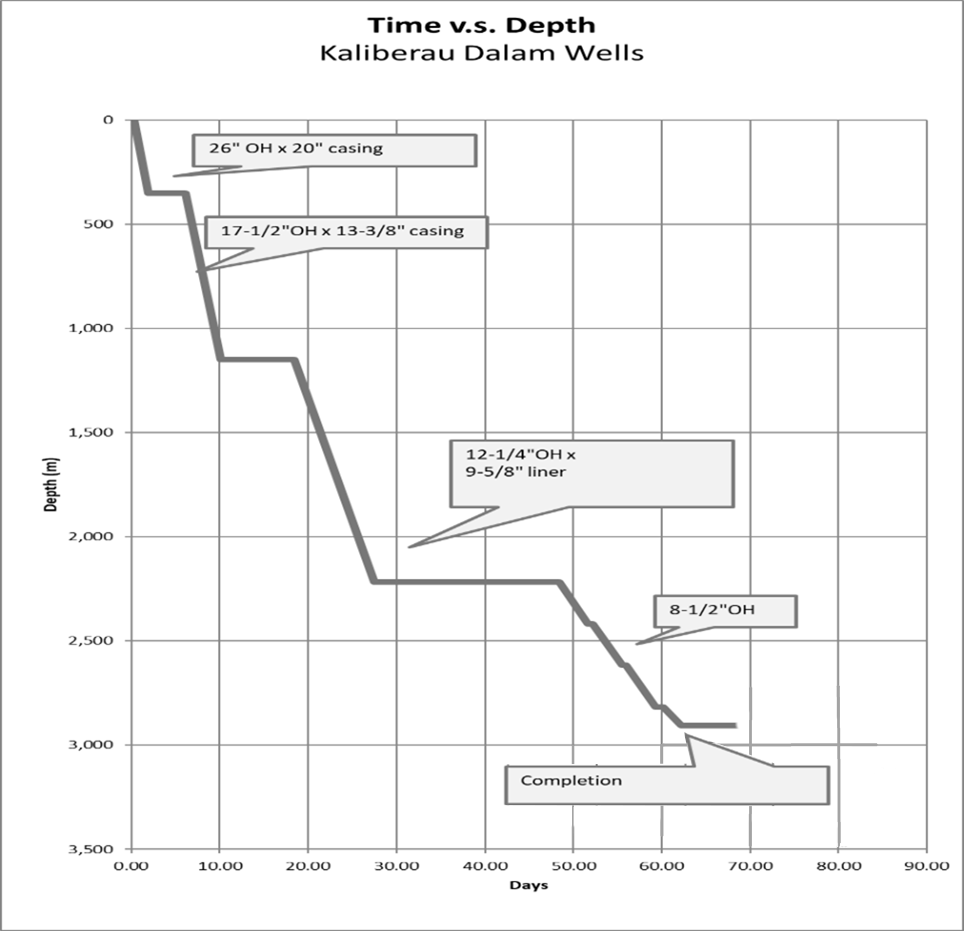 Time v.s. Depth
Kaliberau Dalam Wells
0
26" OH x 20" casing
500
17-1/2"OH x 13-3/8" casing
1,000
1,500
12-1/4"OH x
9-5/8" liner
Depth (m)
2,000
8-1/2"OH
2,500
3,000
Completion
3,500
0.00 10.00 20.00 30.00 40.00 50.00 60.00 70.00 80.00 90.00
Days